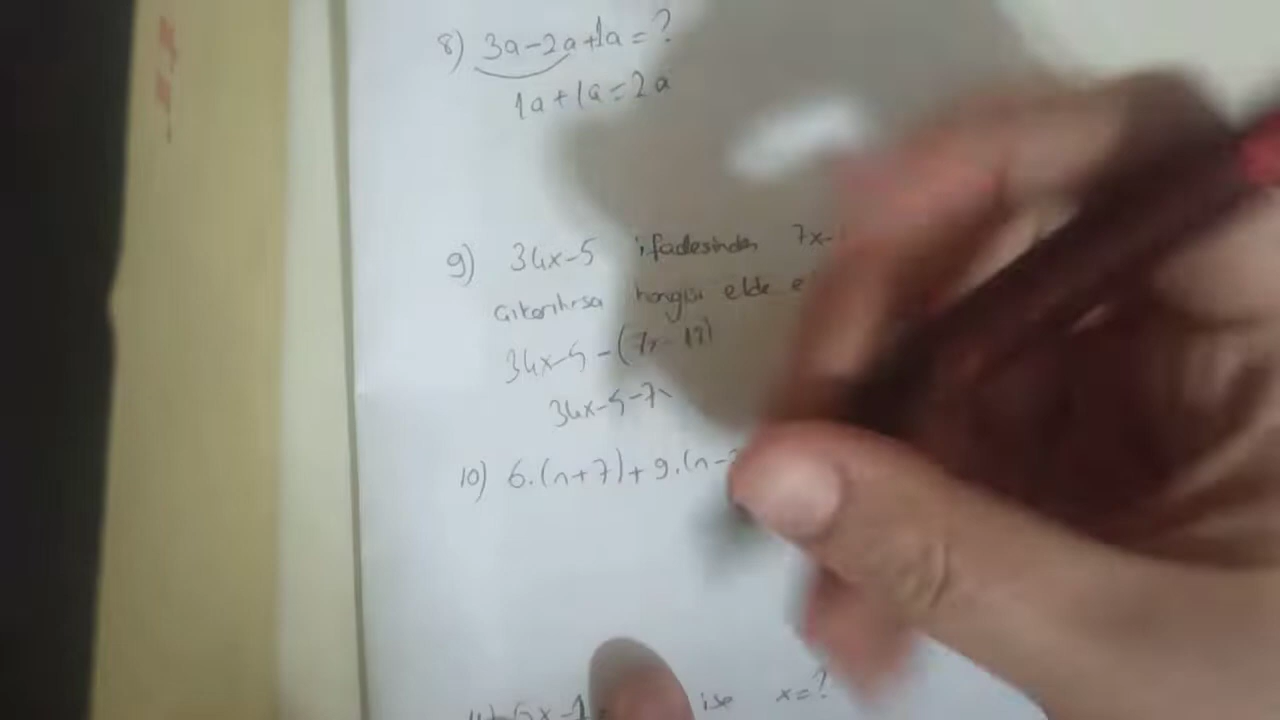 8) 3a-2a+1a=?
1a+1a=2a
9) 34x-5 ifadesinden 7x-
çıkarılırsa hangisi elde e
34x-5-(7x-12)
34x-5-7x
10) 6.(n+7)+9.(n-
ise x=?